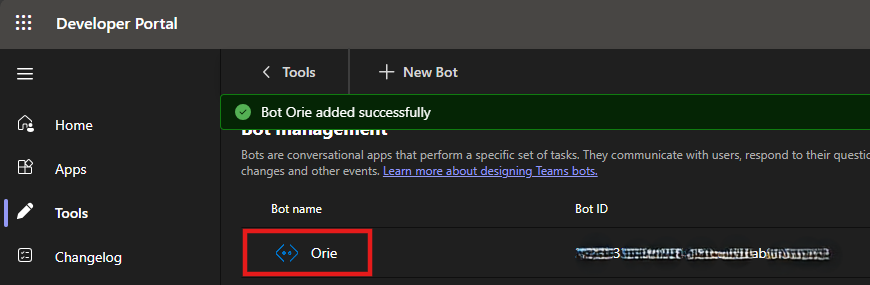 Developer Portal
Tools
New Bot
Bot Orie added successfully
Bot management
Bots are conversational apps that perform a specific set of tasks. They communicate with users, respond to their questio
changes and other events. Learn more about designing Teams bots.
Home
Apps
Tools
Changelog
Bot name
Bot ID
Orie